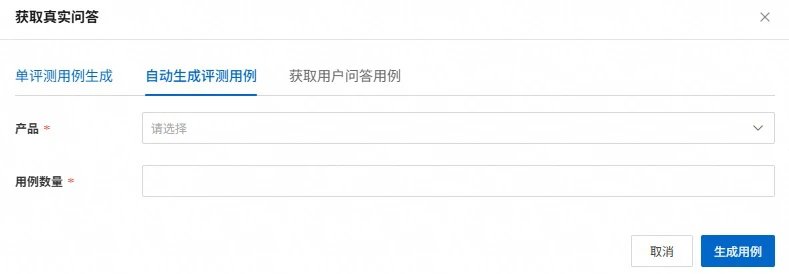 获取真实问答
单评测用例生成 自动生成评测用例 获取用户问答用例
产品 * 请选择
用例数量 *
取消 生成用例